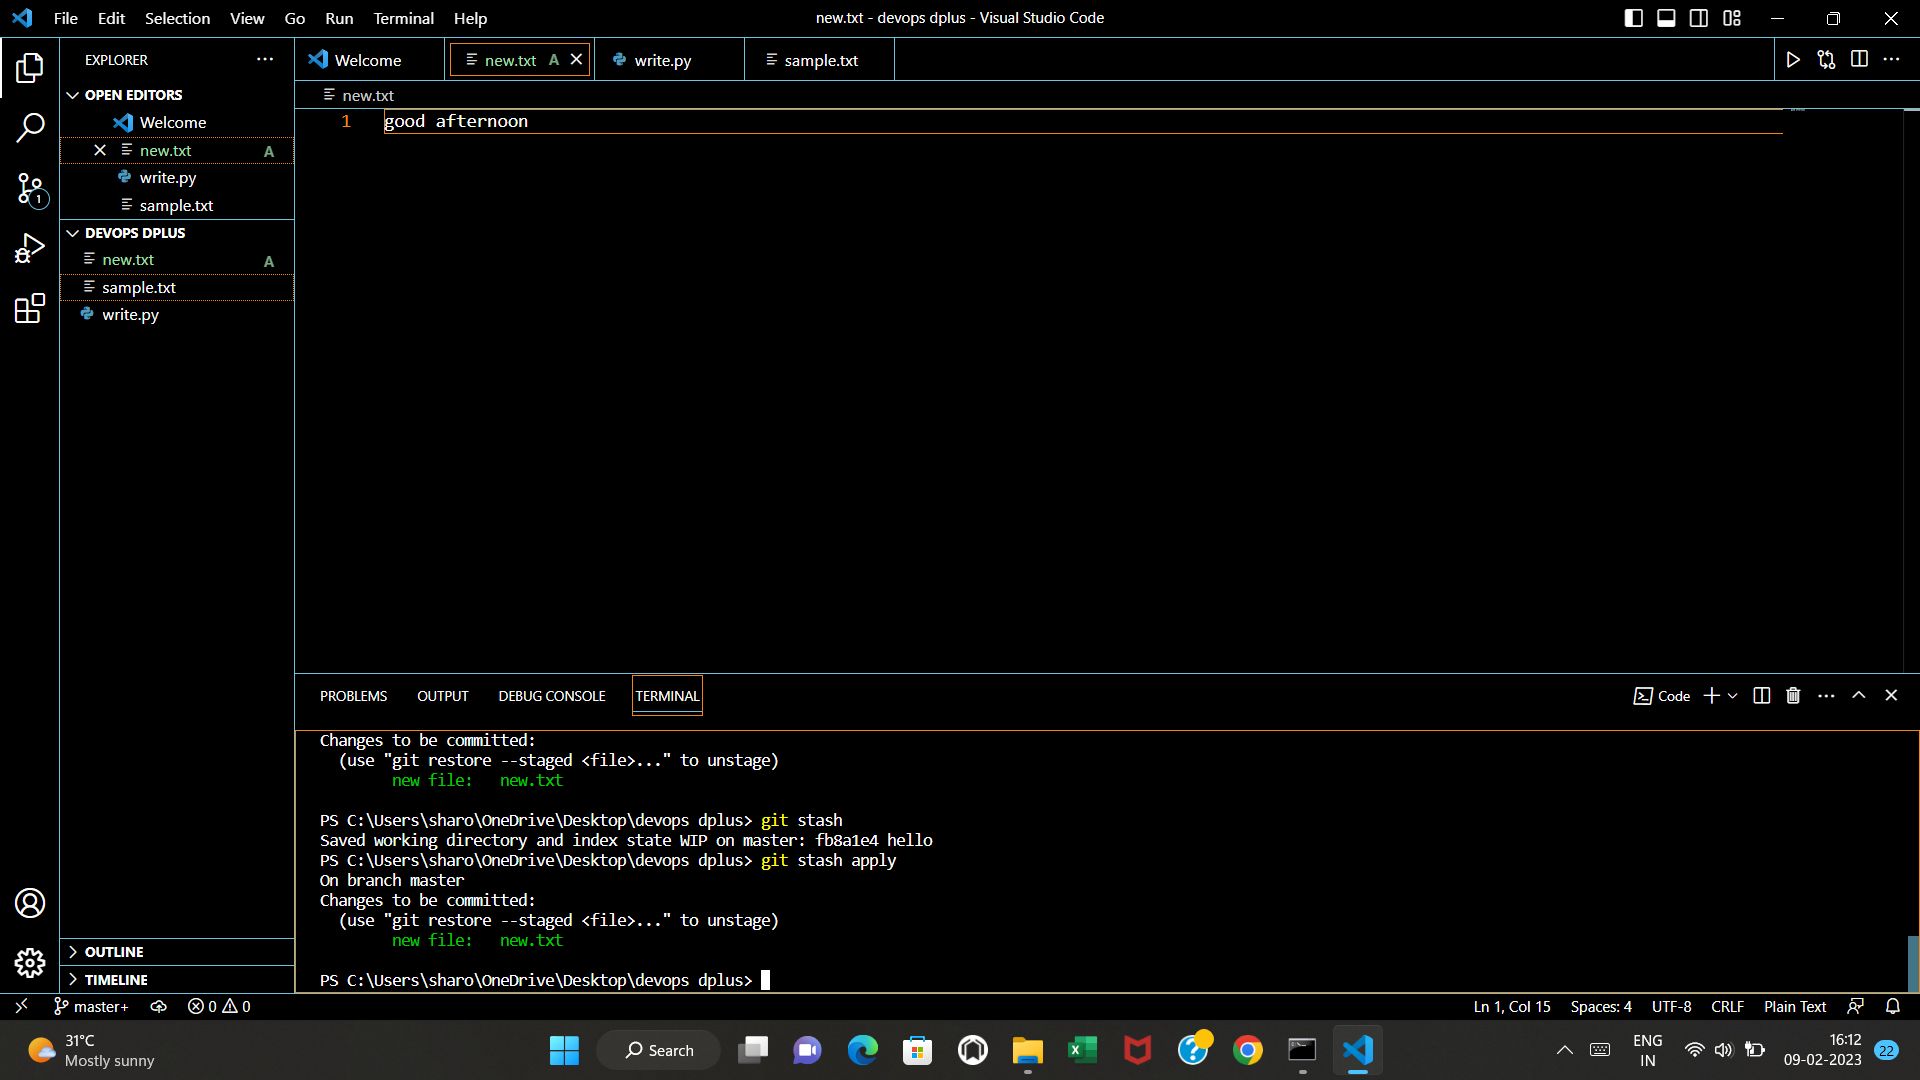 File Edit Selection View Go Run Terminal Help
new.txt - devops dplus - Visual Studio Code
EXPLORER
OPEN EDITORS
Welcome
new.txt A
write.py
sample.txt
DEVOPS DPLUS
new.txt A
sample.txt
write.py
OUTLINE
TIMELINE
1
Welcome
new.txt A
write.py
sample.txt
new.txt
1 good afternoon
PROBLEMS OUTPUT DEBUG CONSOLE TERMINAL
Code
Changes to be committed:
(use "git restore --staged <file>..." to unstage)
new file: new.txt
PS C:\Users\sharo\OneDrive\Desktop\devops dplus> git stash
Saved working directory and index state WIP on master: fb8a1e4 hello
PS C:\Users\sharo\OneDrive\Desktop\devops dplus> git stash apply
On branch master
Changes to be committed:
(use "git restore --staged <file>..." to unstage)
new file: new.txt
PS C:\Users\sharo\OneDrive\Desktop\devops dplus>
master+ 0 0
Ln 1, Col 15 Spaces: 4 UTF-8 CRLF Plain Text
31°C
Mostly sunny
Search
ENG
IN
16:12
09-02-2023
22